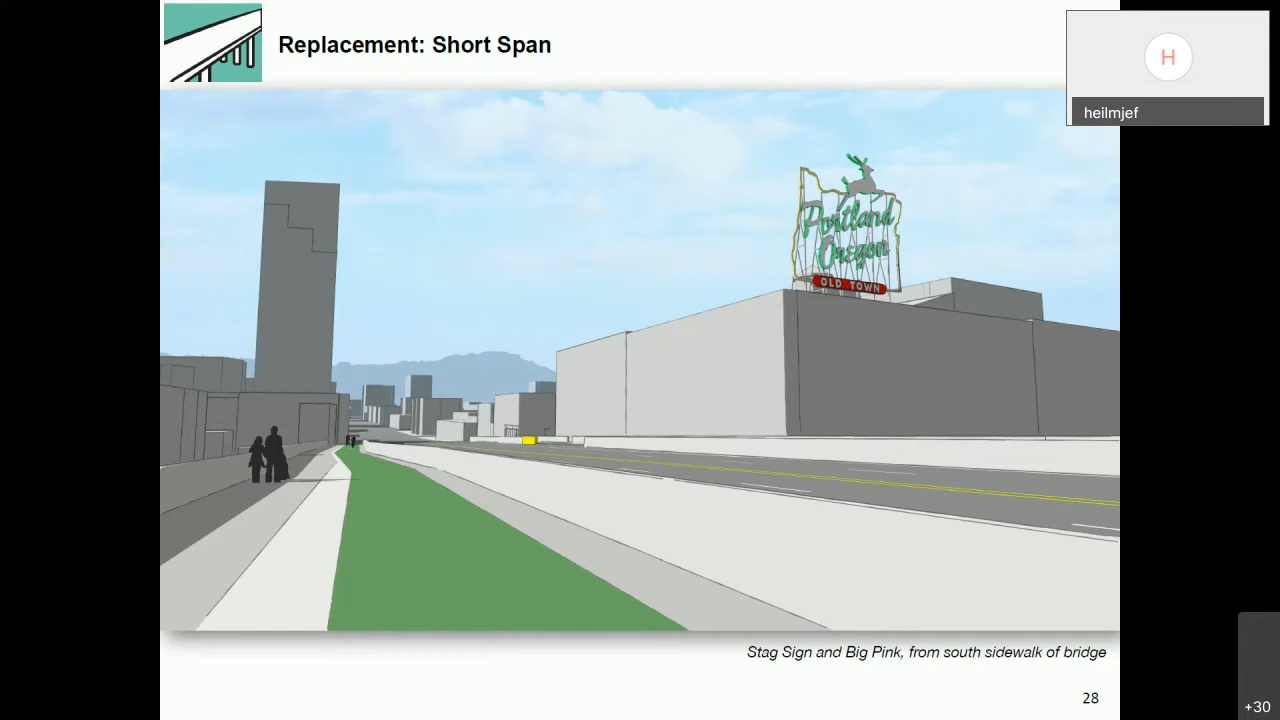 Replacement: Short Span
H
heilmjef
Portland
Oregon
OLD TOWN
Stag Sign and Big Pink, from south sidewalk of bridge
28
+30